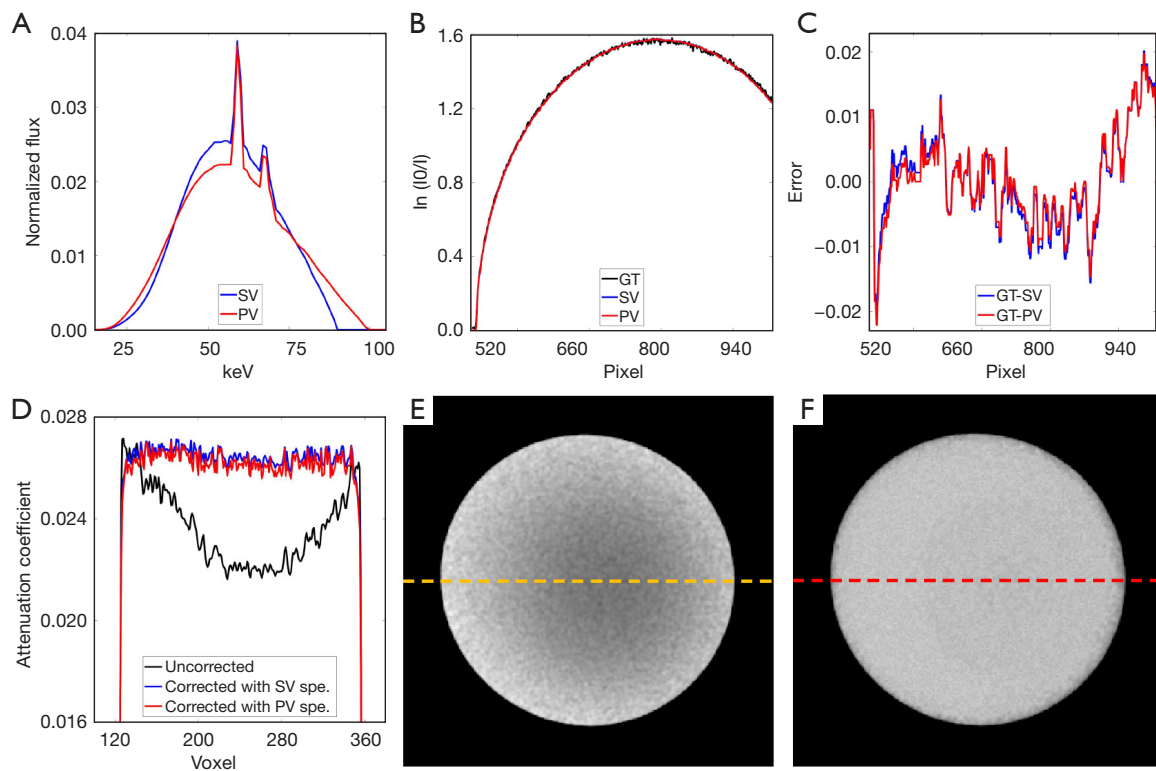 A
0.04
0.03
0.02
0.01
0.00
Normalized flux
SV
PV
25 50 75 100
keV
B
1.6
1.2
0.8
0.4
0.0
ln (I0/I)
GT
SV
PV
520 660 800 940
Pixel
C
0.02
0.01
0.00
−0.01
−0.02
Error
GT-SV
GT-PV
520 660 800 940
Pixel
D
0.028
0.024
0.020
0.016
Attenuation coefficient
Uncorrected
Corrected with SV spe.
Corrected with PV spe.
120 200 280 360
Voxel
E
F